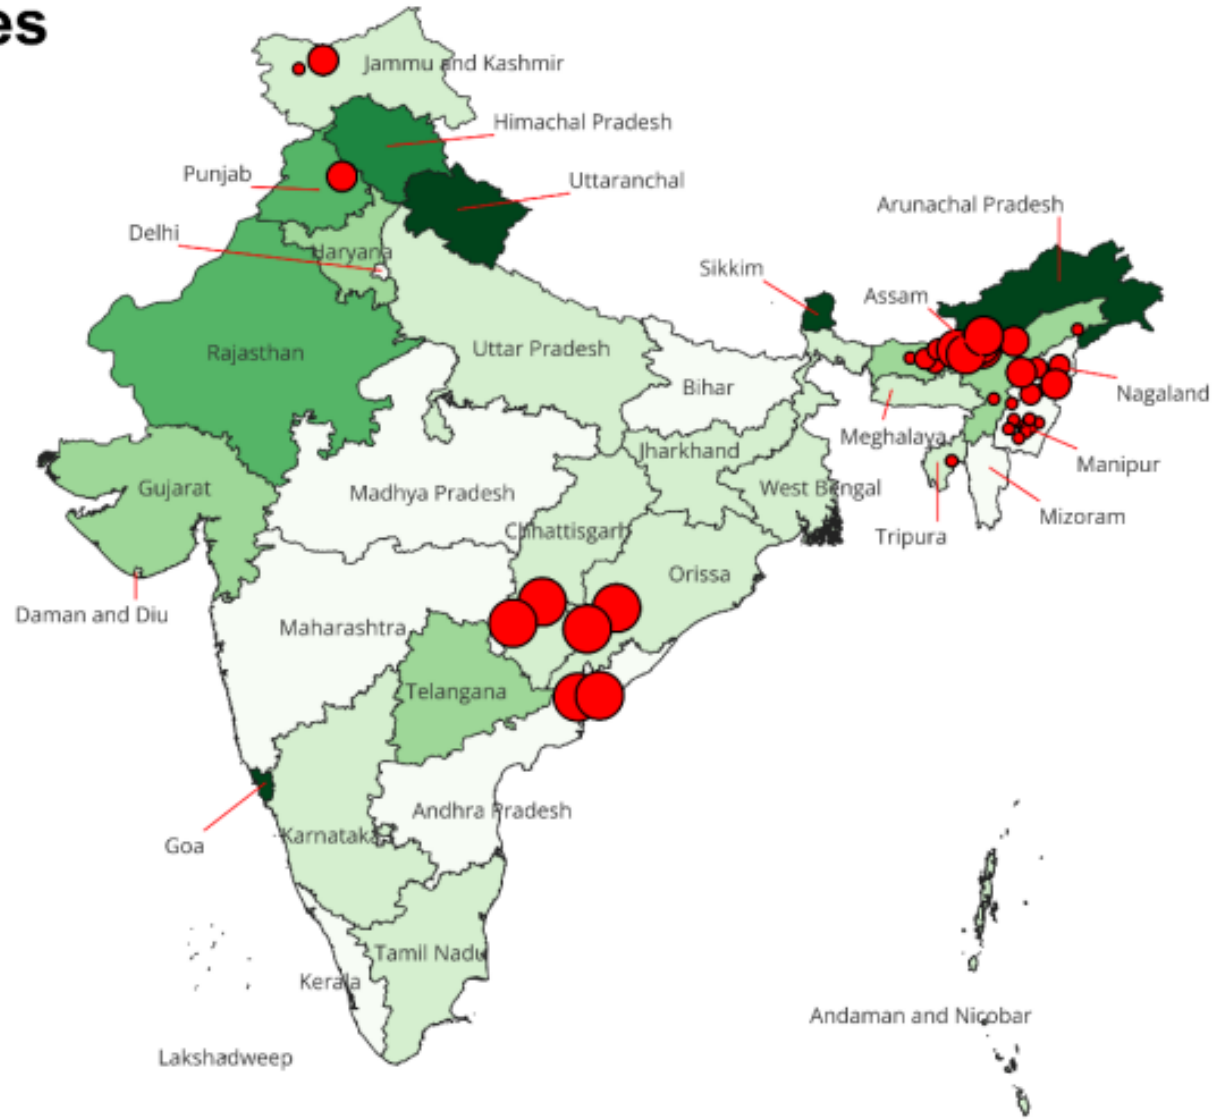 es
Jammu and Kashmir
Himachal Pradesh
Punjab
Uttaranchal
Arunachal Pradesh
Delhi
Haryana
Sikkim
Assam
Rajasthan
Uttar Pradesh
Bihar
Nagaland
Meghalaya
Jharkhand
Manipur
Gujarat
Madhya Pradesh
West Bengal
Mizoram
Chhattisgarh
Tripura
Orissa
Daman and Diu
Maharashtra
Telangana
Andhra Pradesh
Goa
Karnataka
Tamil Nadu
Kerala
Andaman and Nicobar
Lakshadweep